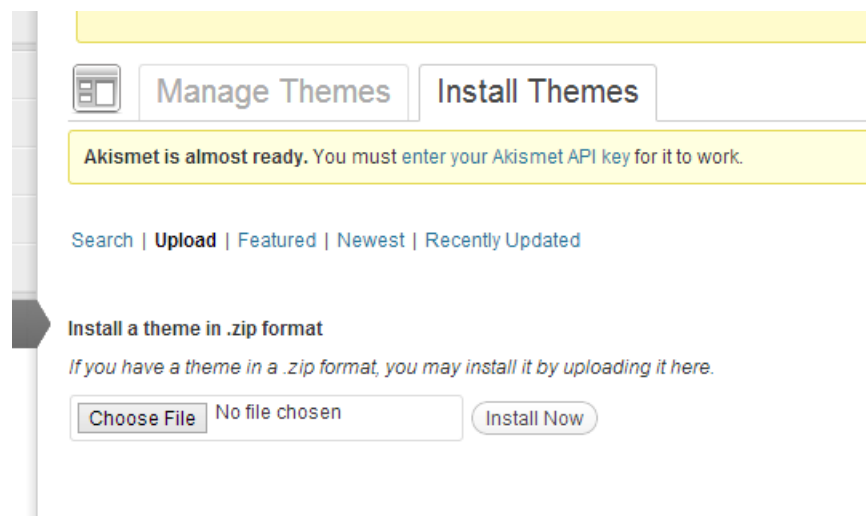 Manage Themes Install Themes
Akismet is almost ready. You must enter your Akismet API key for it to work.
Search | Upload | Featured | Newest | Recently Updated
Install a theme in .zip format
If you have a theme in a .zip format, you may install it by uploading it here.
Choose File No file chosen Install Now